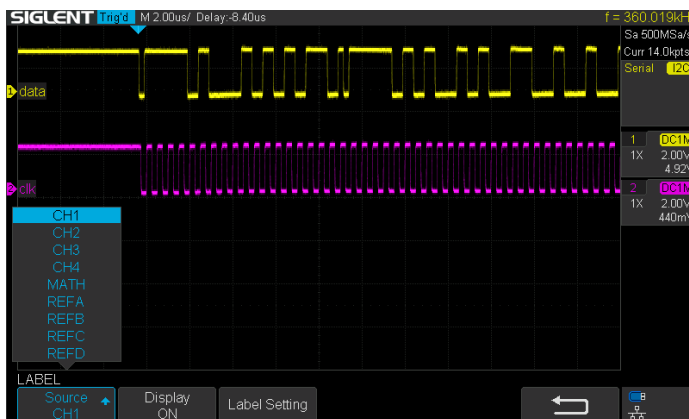 SIGLENT Trig'd M 2.00us/ Delay:-8.40us f = 360.019kH
Sa 500MSa/s
Curr 14.0kpts
Serial I2C
1 data
1 DC1M
1X 2.00V
4.92V
2 clk
2 DC1M
1X 2.00V
440mV
CH1
CH2
CH3
CH4
MATH
REFA
REFB
REFC
REFD
LABEL
Source CH1
Display ON
Label Setting